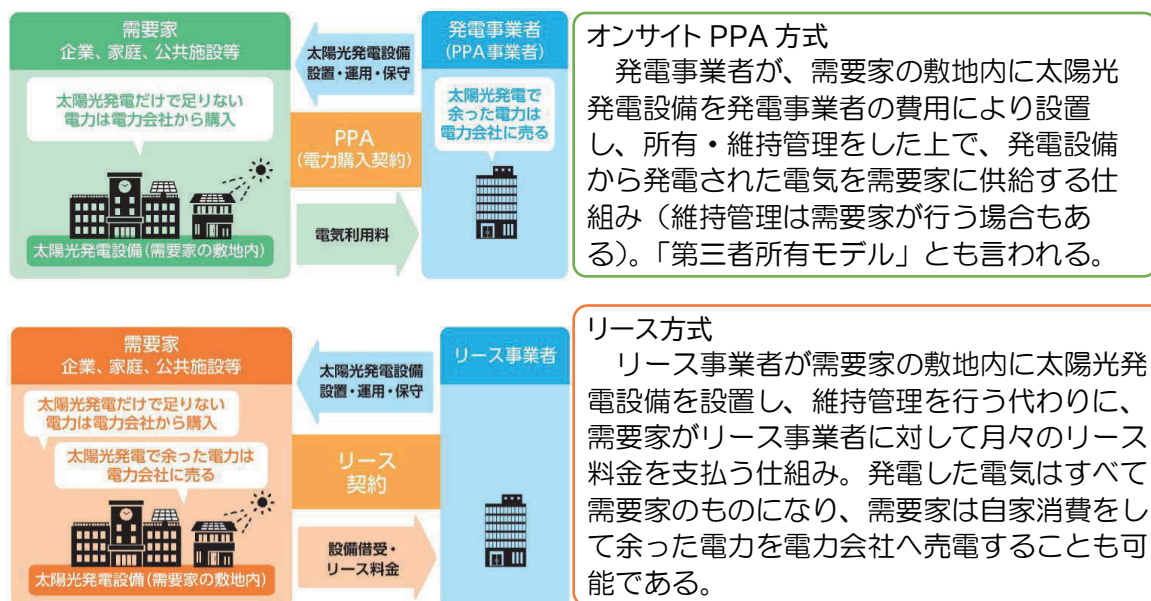 需要家
企業、家庭、公共施設等
太陽光発電だけで足りない
電力は電力会社から購入
太陽光発電設備(需要家の敷地内)
太陽光発電設備
設置・運用・保守
PPA
(電力購入契約)
電気利用料
発電事業者
(PPA事業者)
太陽光発電で
余った電力は
電力会社に売る
オンサイト PPA 方式
発電事業者が、需要家の敷地内に太陽光
発電設備を発電事業者の費用により設置
し、所有・維持管理をした上で、発電設備
から発電された電気を需要家に供給する仕
組み（維持管理は需要家が行う場合もあ
る）。「第三者所有モデル」とも言われる。
需要家
企業、家庭、公共施設等
太陽光発電だけで足りない
電力は電力会社から購入
太陽光発電で余った電力は
電力会社に売る
太陽光発電設備(需要家の敷地内)
太陽光発電設備
設置・運用・保守
リース
契約
設備借受・
リース料金
リース事業者
リース方式
リース事業者が需要家の敷地内に太陽光発
電設備を設置し、維持管理を行う代わりに、
需要家がリース事業者に対して月々のリース
料金を支払う仕組み。発電した電気はすべて
需要家のものになり、需要家は自家消費をし
て余った電力を電力会社へ売電することも可
能である。